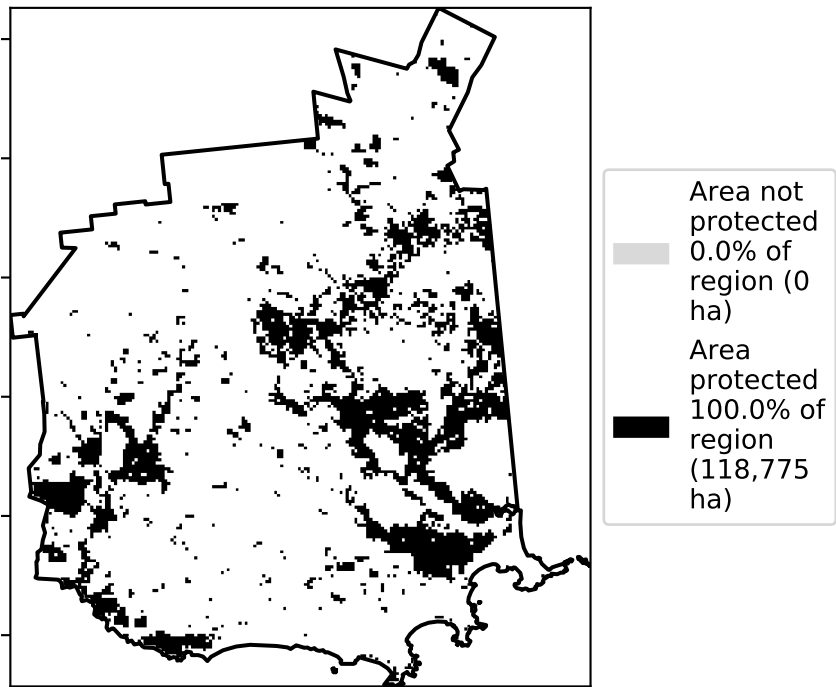 Area not
protected
0.0% of
region (0
ha)
Area
protected
100.0% of
region
(118,775
ha)